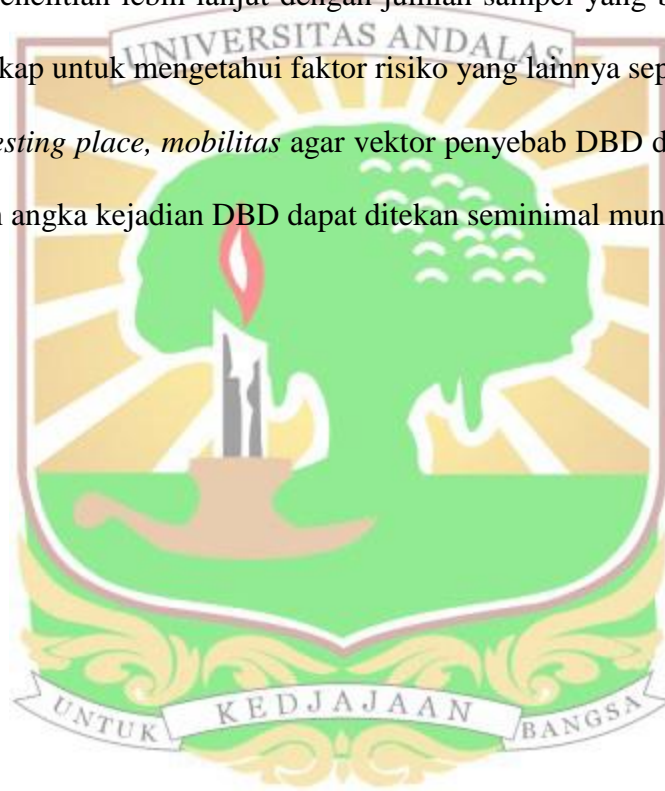 enelitian lebih lanjut dengan jumlah sampel yang
UNIVERSITAS ANDALAS
kap untuk mengetahui faktor risiko yang lainnya sep
esting place, mobilitas agar vektor penyebab DBD d
angka kejadian DBD dapat ditekan seminimal mun
UNTUK KEDJAJAAN BANGSA